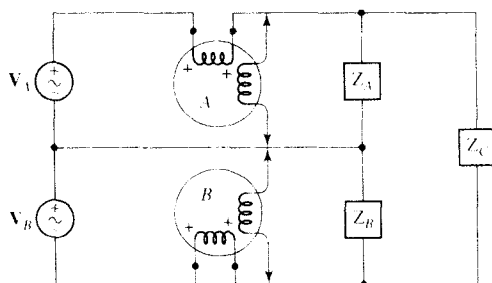 V_A
+
~
+
+
A
Z_A
Z_C
V_B
+
~
B
+
+
Z_B